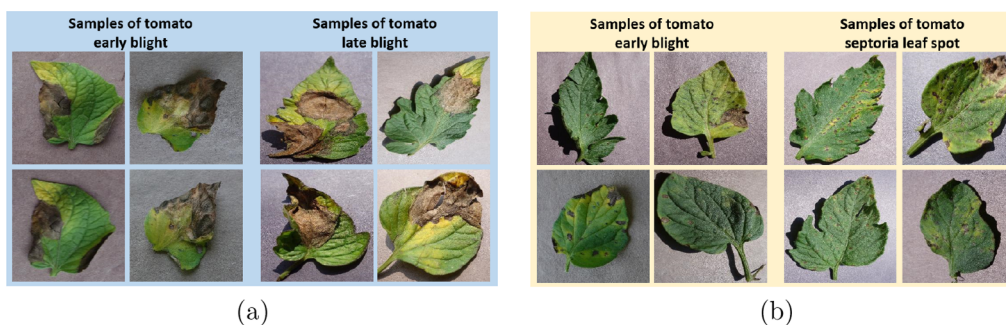 Samples of tomato
early blight
Samples of tomato
late blight
(a)
Samples of tomato
early blight
Samples of tomato
septoria leaf spot
(b)